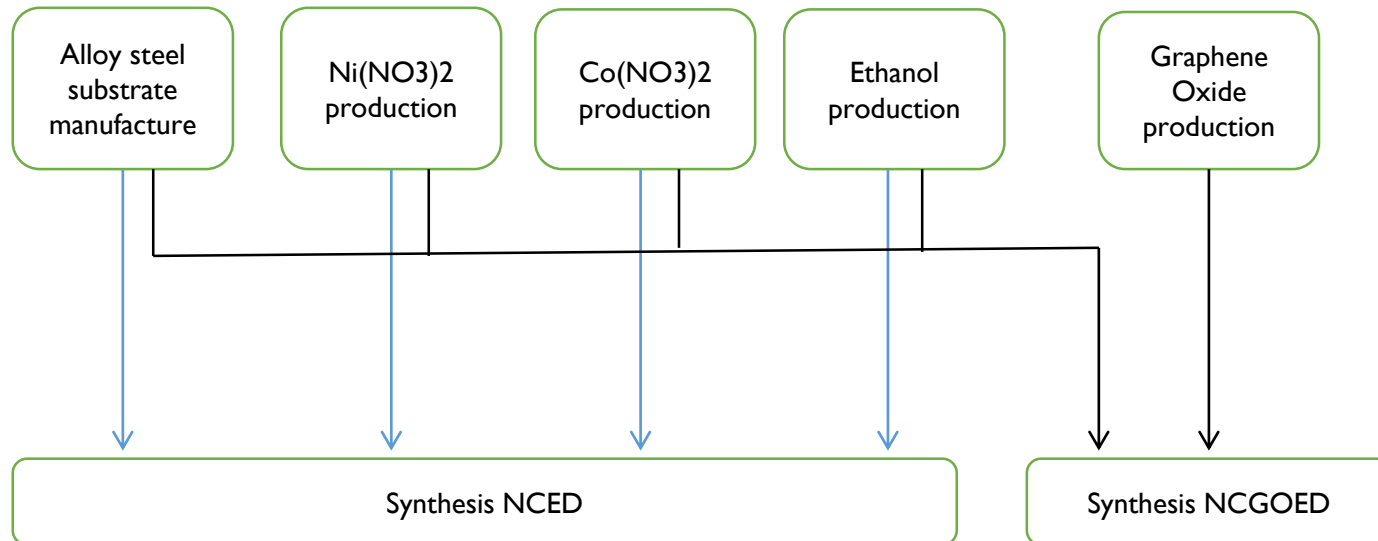 Alloy steel
substrate
manufacture
Ni(NO3)2
production
Co(NO3)2
production
Ethanol
production
Graphene
Oxide
production
Synthesis NCED
Synthesis NCGOED